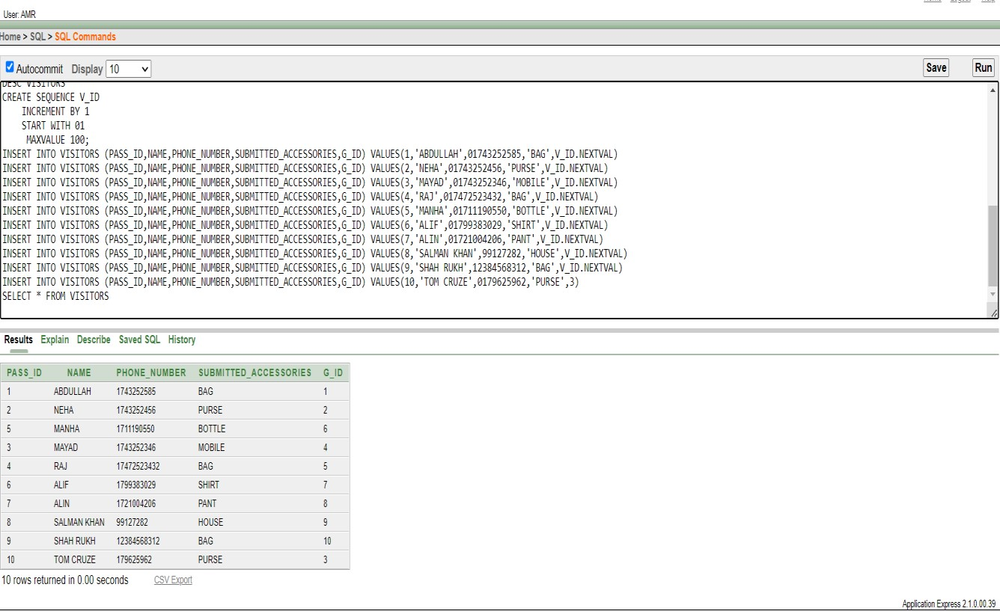 User: AMR
Home > SQL > SQL Commands
Autocommit Display 10 Save Run
DESC VISITORS
CREATE SEQUENCE V_ID
INCREMENT BY 1
START WITH 01
MAXVALUE 100;
INSERT INTO VISITORS (PASS_ID,NAME,PHONE_NUMBER,SUBMITTED_ACCESSORIES,G_ID) VALUES(1,'ABDULLAH',01743252585,'BAG',V_ID.NEXTVAL)
INSERT INTO VISITORS (PASS_ID,NAME,PHONE_NUMBER,SUBMITTED_ACCESSORIES,G_ID) VALUES(2,'NEHA',01743252456,'PURSE',V_ID.NEXTVAL)
INSERT INTO VISITORS (PASS_ID,NAME,PHONE_NUMBER,SUBMITTED_ACCESSORIES,G_ID) VALUES(3,'MAYAD',01743252346,'MOBILE',V_ID.NEXTVAL)
INSERT INTO VISITORS (PASS_ID,NAME,PHONE_NUMBER,SUBMITTED_ACCESSORIES,G_ID) VALUES(4,'RAJ',017472523432,'BAG',V_ID.NEXTVAL)
INSERT INTO VISITORS (PASS_ID,NAME,PHONE_NUMBER,SUBMITTED_ACCESSORIES,G_ID) VALUES(5,'MANHA',01711190550,'BOTTLE',V_ID.NEXTVAL)
INSERT INTO VISITORS (PASS_ID,NAME,PHONE_NUMBER,SUBMITTED_ACCESSORIES,G_ID) VALUES(6,'ALIF',01799383029,'SHIRT',V_ID.NEXTVAL)
INSERT INTO VISITORS (PASS_ID,NAME,PHONE_NUMBER,SUBMITTED_ACCESSORIES,G_ID) VALUES(7,'ALIN',01721004206,'PANT',V_ID.NEXTVAL)
INSERT INTO VISITORS (PASS_ID,NAME,PHONE_NUMBER,SUBMITTED_ACCESSORIES,G_ID) VALUES(8,'SALMAN KHAN',99127282,'HOUSE',V_ID.NEXTVAL)
INSERT INTO VISITORS (PASS_ID,NAME,PHONE_NUMBER,SUBMITTED_ACCESSORIES,G_ID) VALUES(9,'SHAH RUKH',12384568312,'BAG',V_ID.NEXTVAL)
INSERT INTO VISITORS (PASS_ID,NAME,PHONE_NUMBER,SUBMITTED_ACCESSORIES,G_ID) VALUES(10,'TOM CRUZE',0179625962,'PURSE',3)
SELECT * FROM VISITORS
Results Explain Describe Saved SQL History
PASS_ID NAME PHONE_NUMBER SUBMITTED_ACCESSORIES G_ID
1 ABDULLAH 1743252585 BAG 1
2 NEHA 1743252456 PURSE 2
5 MANHA 1711190550 BOTTLE 6
3 MAYAD 1743252346 MOBILE 4
4 RAJ 17472523432 BAG 5
6 ALIF 1799383029 SHIRT 7
7 ALIN 1721004206 PANT 8
8 SALMAN KHAN 99127282 HOUSE 9
9 SHAH RUKH 12384568312 BAG 10
10 TOM CRUZE 179625962 PURSE 3
10 rows returned in 0.00 seconds CSV Export
Application Express 2.1.0.00.39